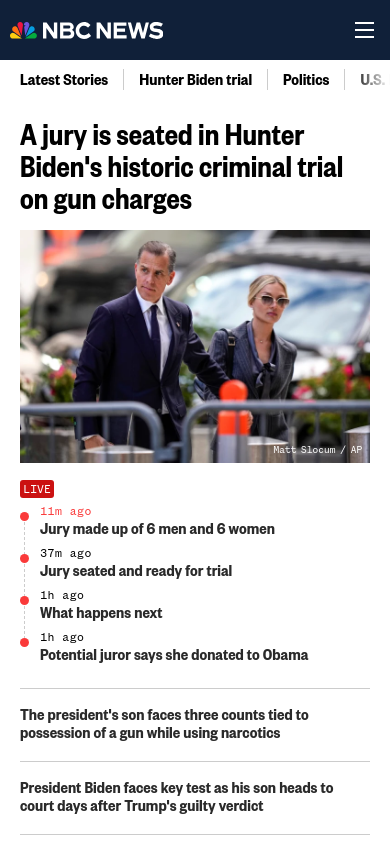 NBC NEWS
Latest Stories
Hunter Biden trial
Politics
U.S.
A jury is seated in Hunter
Biden's historic criminal trial
on gun charges
Matt Slocum / AP
LIVE
11m ago
Jury made up of 6 men and 6 women
37m ago
Jury seated and ready for trial
1h ago
What happens next
1h ago
Potential juror says she donated to Obama
The president's son faces three counts tied to
possession of a gun while using narcotics
President Biden faces key test as his son heads to
court days after Trump's guilty verdict